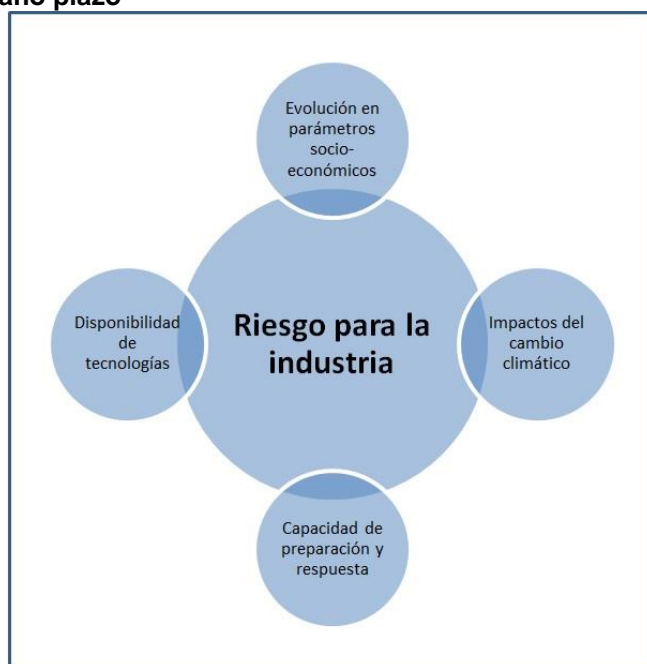 plazo
Evolución en
parámetros
socio-
económicos
Disponibilidad
de
tecnologías
Riesgo para la
industria
Impactos del
cambio
climático
Capacidad de
preparación y
respuesta